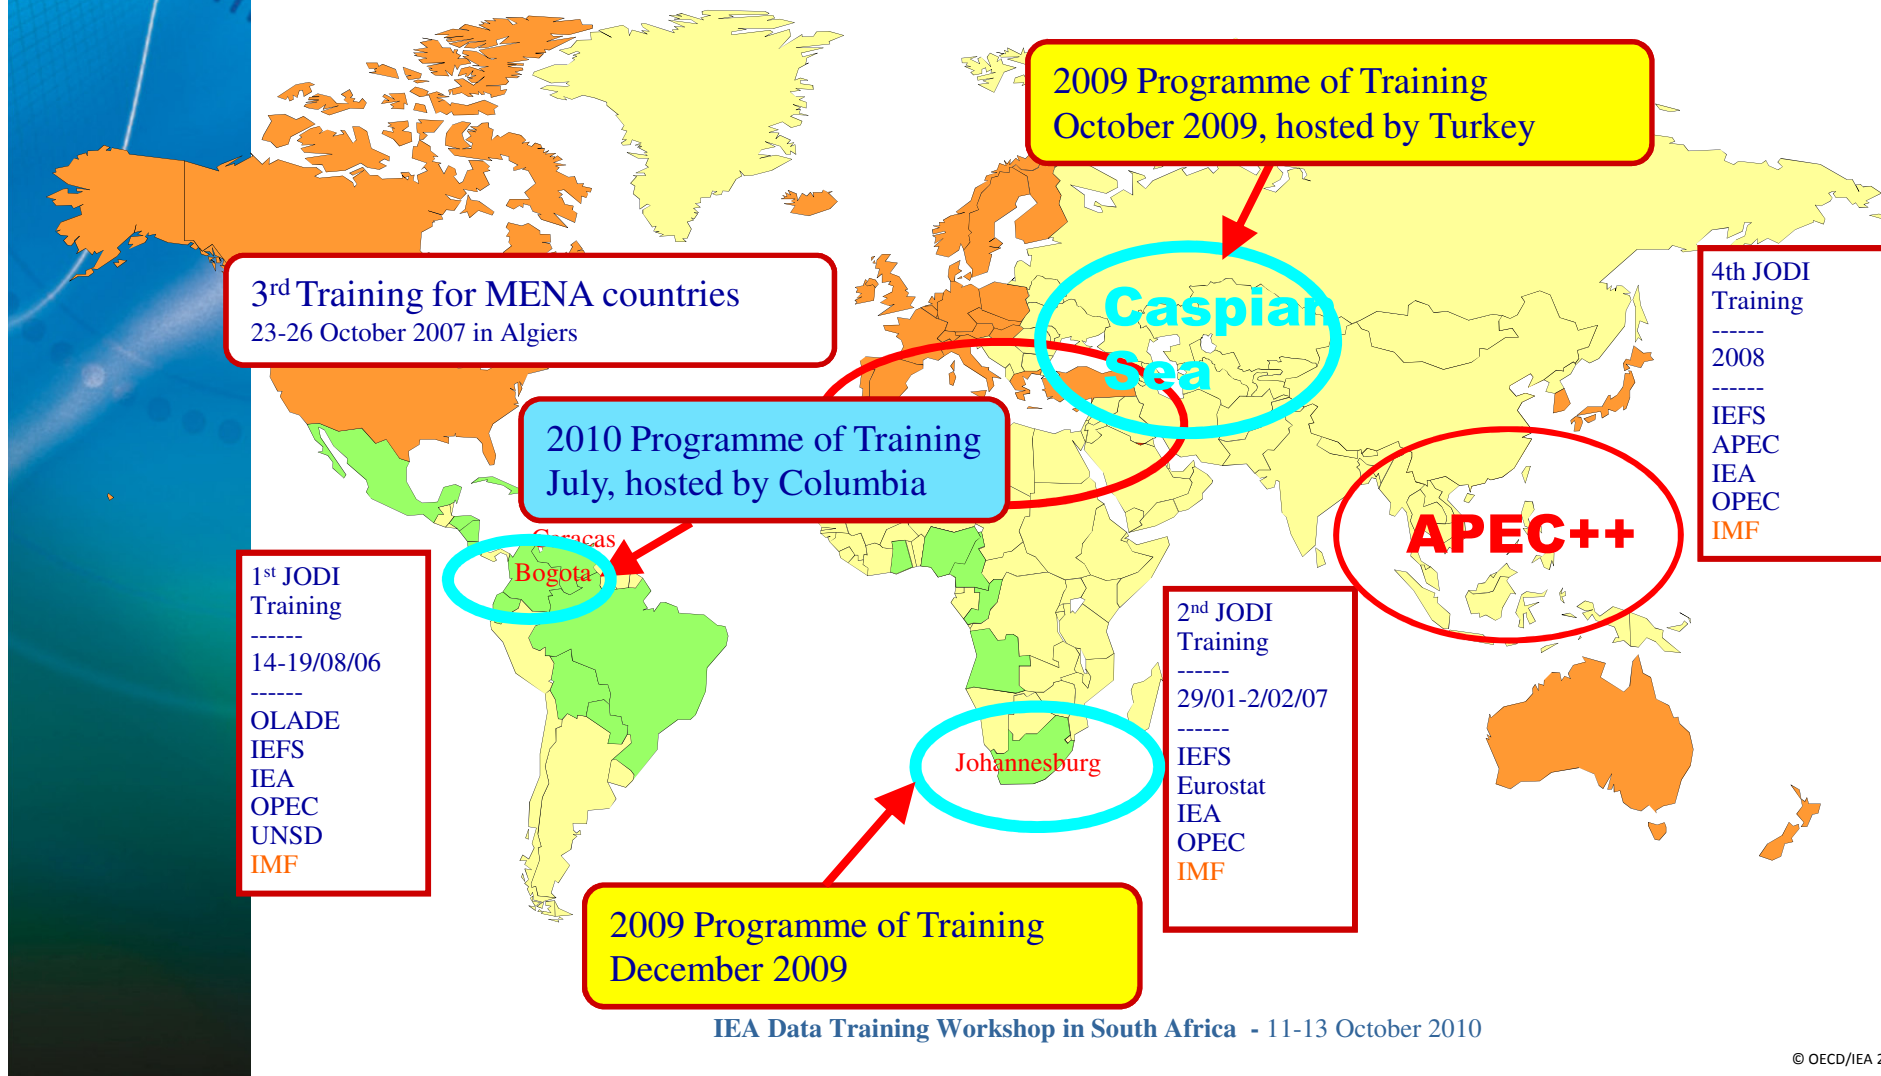 2009 Programme of Training
October 2009, hosted by Turkey
3rd Training for MENA countries
23-26 October 2007 in Algiers
Caspian
Sea
4th JODI
Training
------
2008
------
IEFS
APEC
IEA
OPEC
IMF
2010 Programme of Training
July, hosted by Columbia
APEC++
Caracas
Bogota
1st JODI
Training
------
14-19/08/06
------
OLADE
IEFS
IEA
OPEC
UNSD
IMF
2nd JODI
Training
------
29/01-2/02/07
------
IEFS
Eurostat
IEA
OPEC
IMF
Johannesburg
2009 Programme of Training
December 2009
IEA Data Training Workshop in South Africa - 11-13 October 2010
© OECD/IEA 2